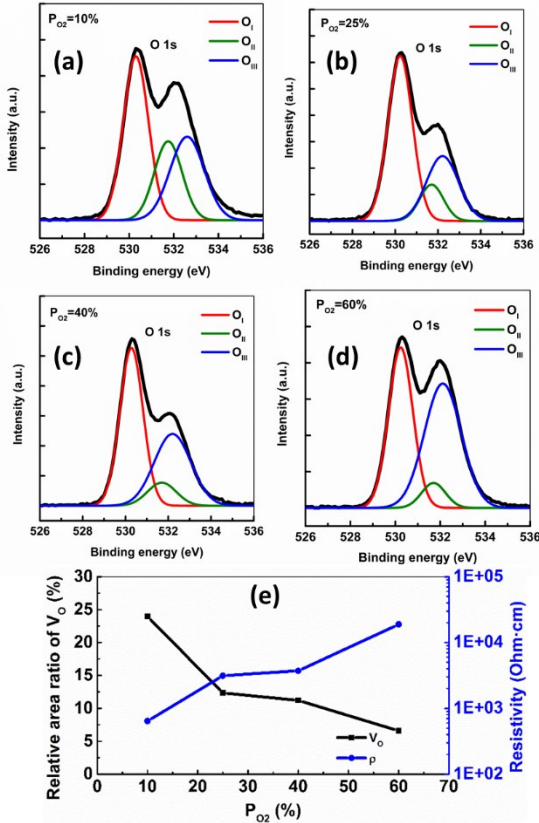 P_O2=10%
O 1s
(a)
O_I
O_II
O_III
Intensity (a.u.)
526 528 530 532 534 536
Binding energy (eV)
P_O2=25%
O 1s
(b)
O_I
O_II
O_III
Intensity (a.u.)
526 528 530 532 534 536
Binding energy (eV)
P_O2=40%
O 1s
(c)
O_I
O_II
O_III
Intensity (a.u.)
526 528 530 532 534 536
Binding energy (eV)
P_O2=60%
O 1s
(d)
O_I
O_II
O_III
Intensity (a.u.)
526 528 530 532 534 536
Binding energy (eV)
(e)
Relative area ratio of V_O (%)
30
25
20
15
10
5
0
1E+05
1E+04
1E+03
1E+02
Resistivity (Ohm·cm)
V_O
ρ
0 10 20 30 40 50 60 70
P_O2 (%)